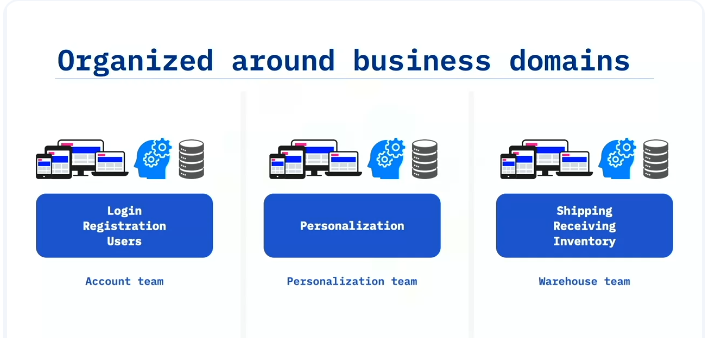 Organized around business domains
Login
Registration
Users
Personalization
Shipping
Receiving
Inventory
Account team
Personalization team
Warehouse team